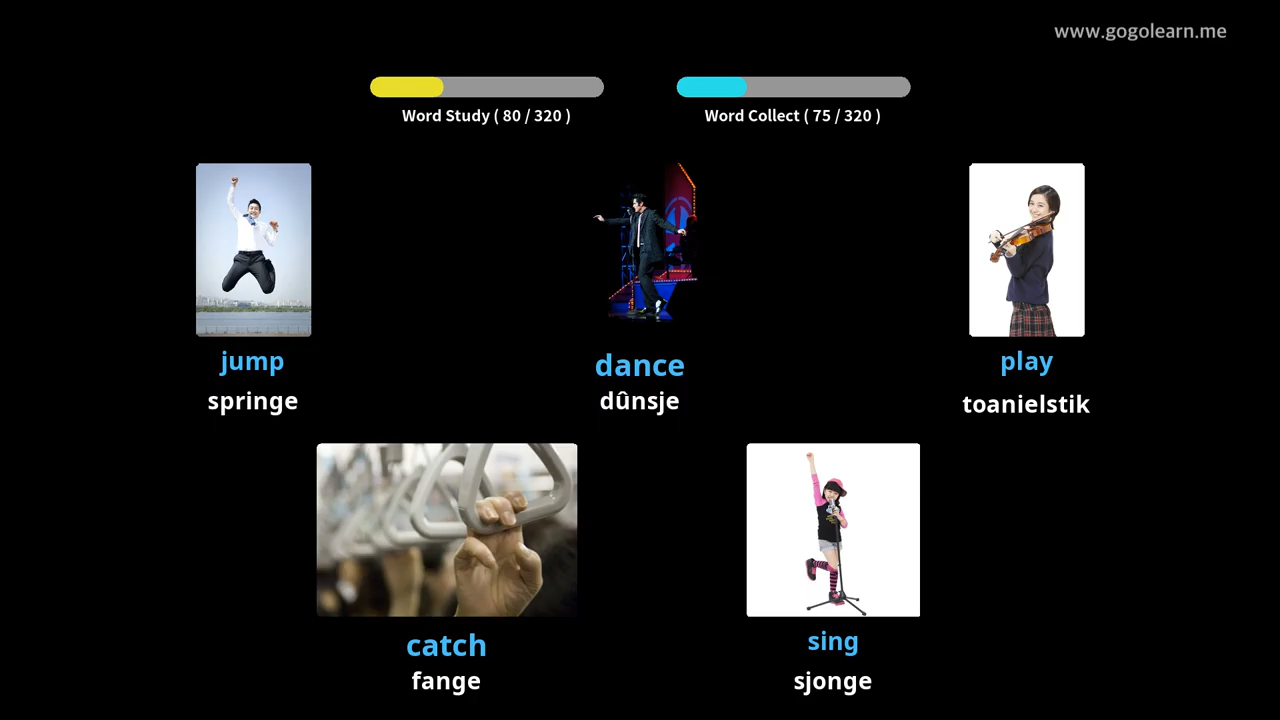 www.gogolearn.me
Word Study ( 80 / 320 )
Word Collect ( 75 / 320 )
jump
springe
dance
dûnsje
play
toanielstik
catch
fange
sing
sjonge